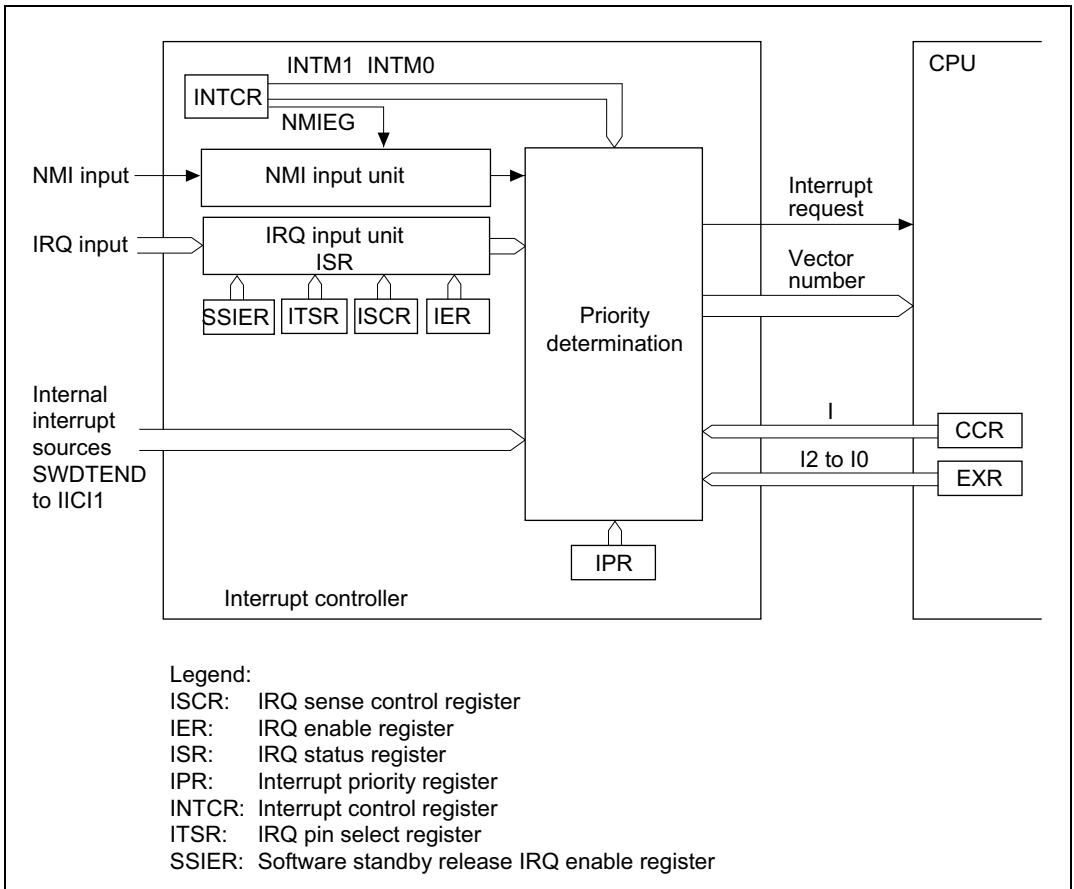 INTM1 INTM0
CPU
INTCR
NMIEG
NMI input
NMI input unit
Interrupt
request
IRQ input
IRQ input unit
ISR
Vector
number
SSIER
ITSR
ISCR
IER
Priority
determination
Internal
interrupt
sources
SWDTEND
to IICI1
I
CCR
I2 to I0
EXR
IPR
Interrupt controller
Legend:
ISCR: IRQ sense control register
IER: IRQ enable register
ISR: IRQ status register
IPR: Interrupt priority register
INTCR: Interrupt control register
ITSR: IRQ pin select register
SSIER: Software standby release IRQ enable register